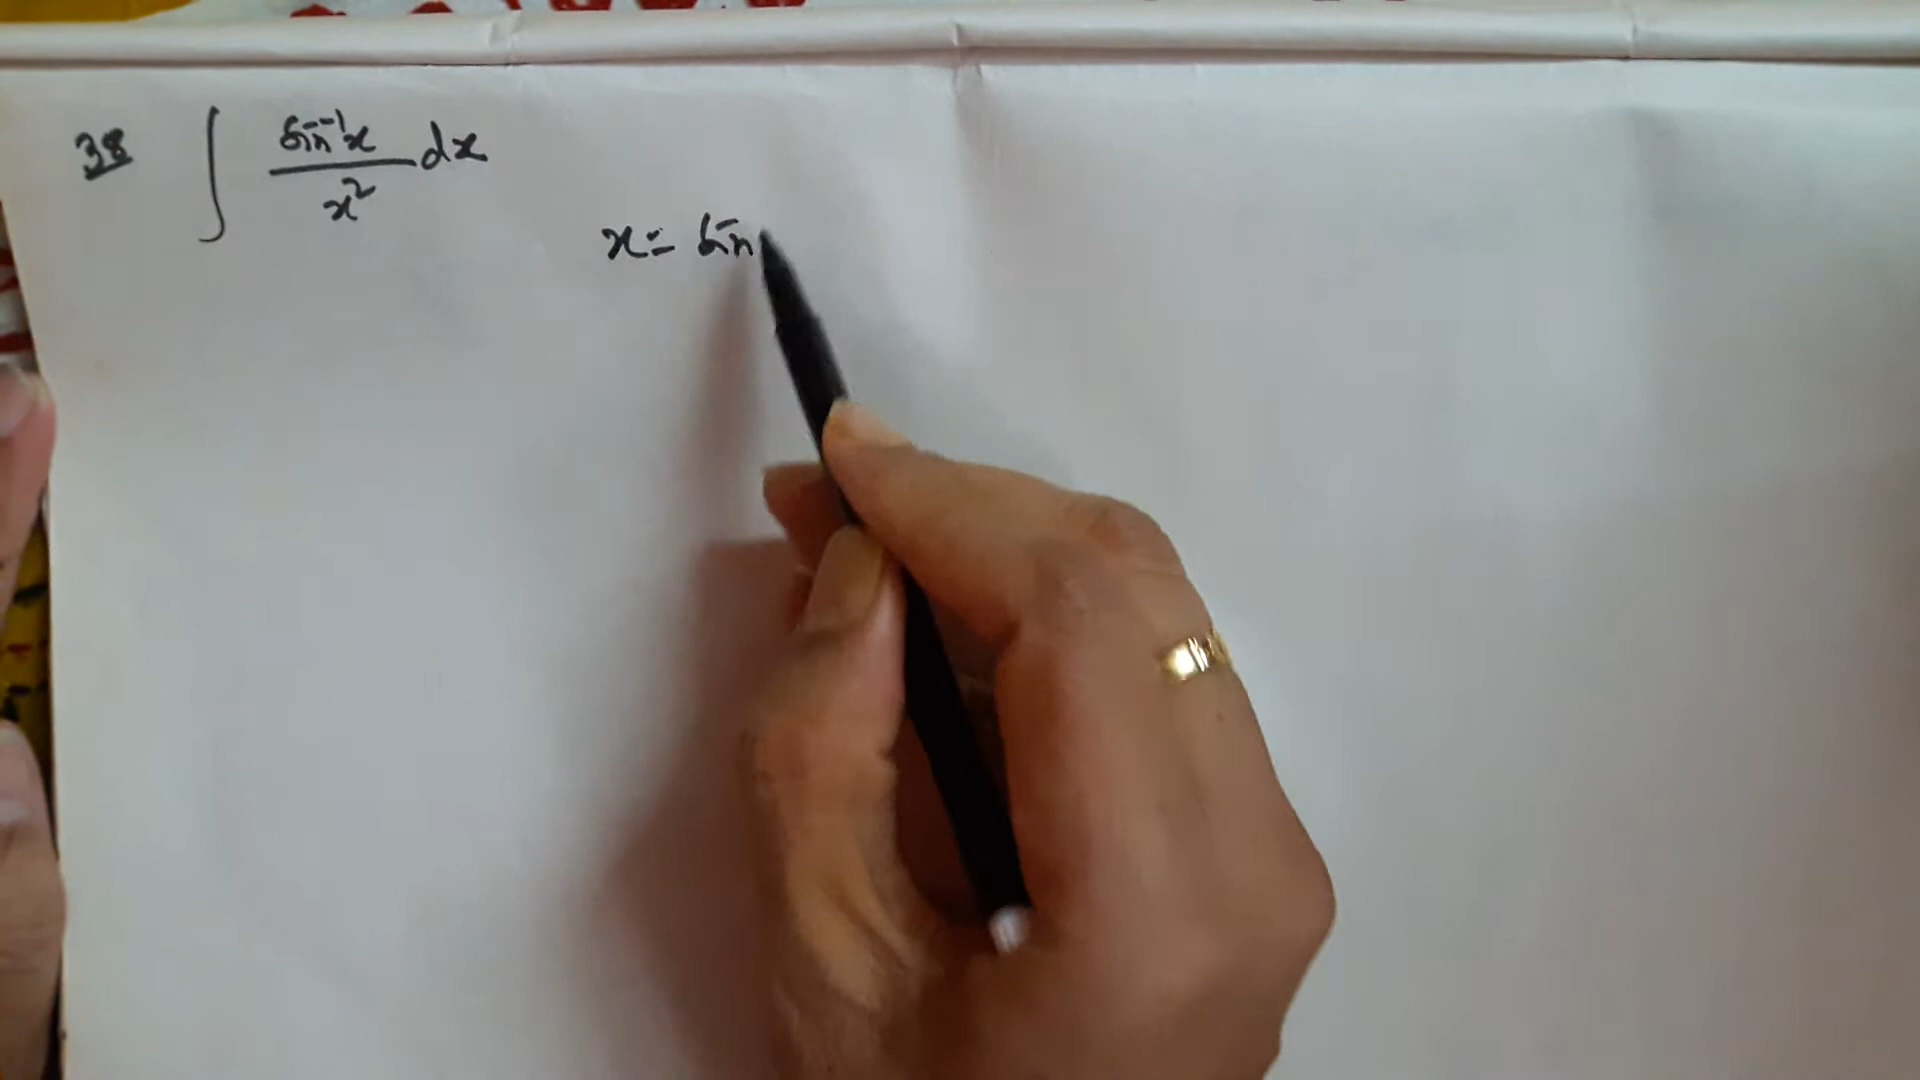 38 ∫ sin⁻¹x / x² dx
x = sin